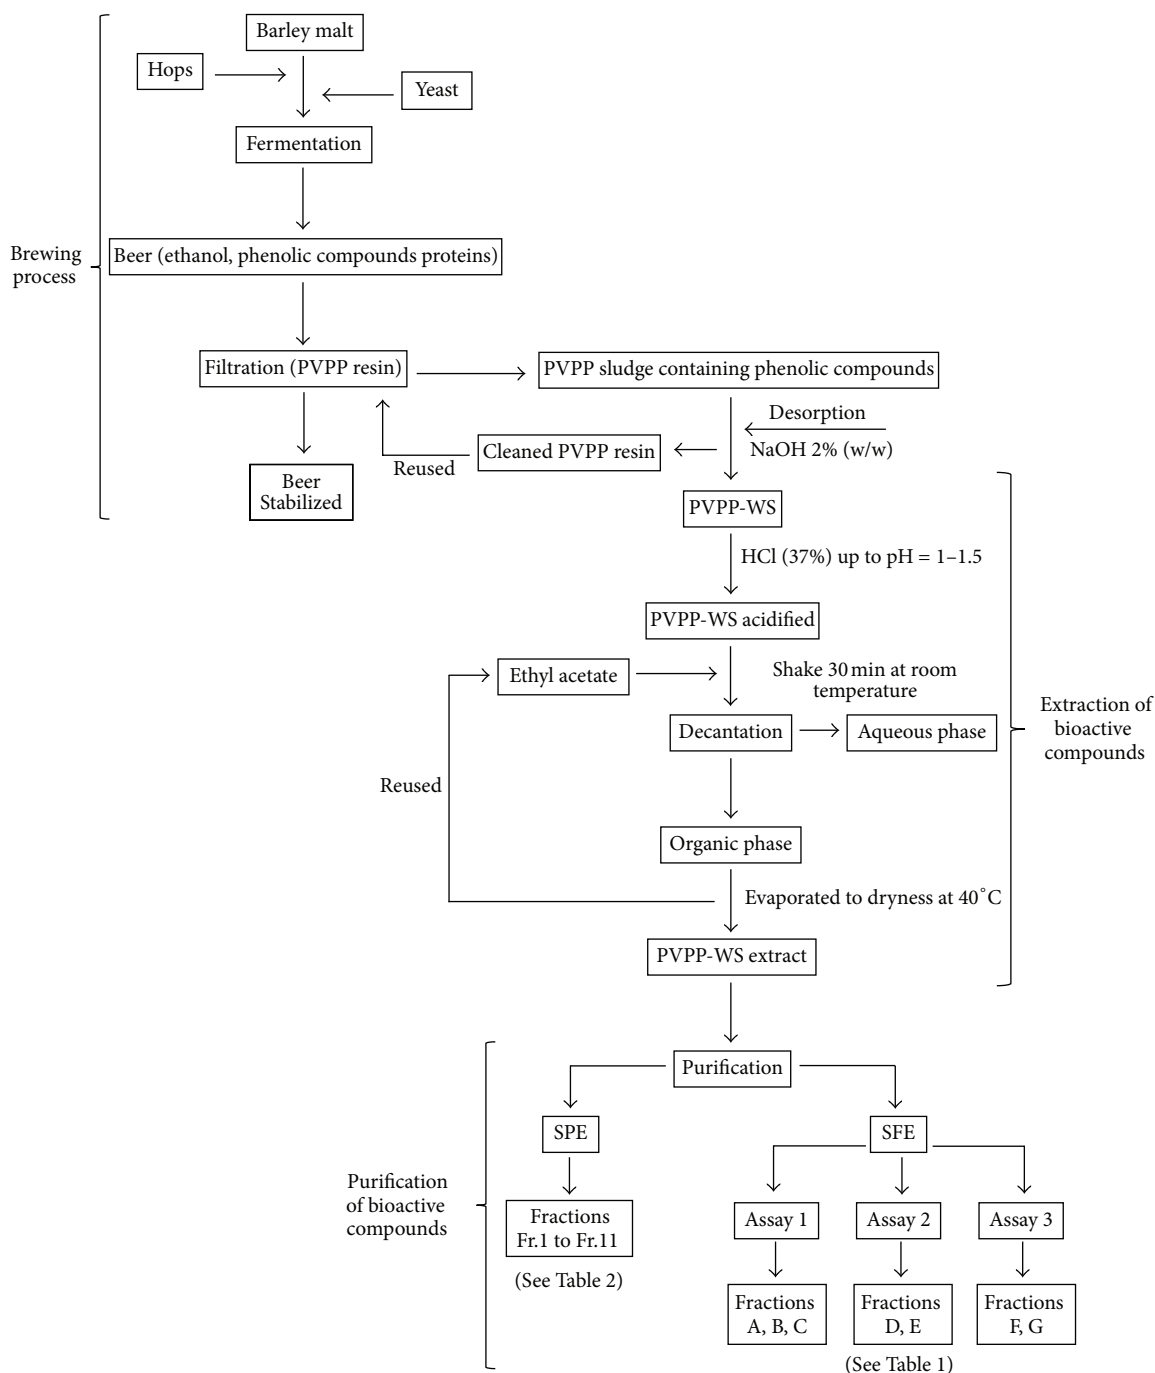 Barley malt
Hops
Yeast
Fermentation
Brewing
process
Beer (ethanol, phenolic compounds proteins)
Filtration (PVPP resin)
PVPP sludge containing phenolic compounds
Desorption
NaOH 2% (w/w)
Cleaned PVPP resin
Reused
Beer
Stabilized
PVPP-WS
HCl (37%) up to pH = 1–1.5
PVPP-WS acidified
Ethyl acetate
Shake 30 min at room
temperature
Decantation
Aqueous phase
Extraction of
bioactive
compounds
Reused
Organic phase
Evaporated to dryness at 40°C
PVPP-WS extract
Purification
SPE
SFE
Purification
of bioactive
compounds
Fractions
Fr.1 to Fr.11
(See Table 2)
Assay 1
Assay 2
Assay 3
Fractions
A, B, C
Fractions
D, E
Fractions
F, G
(See Table 1)